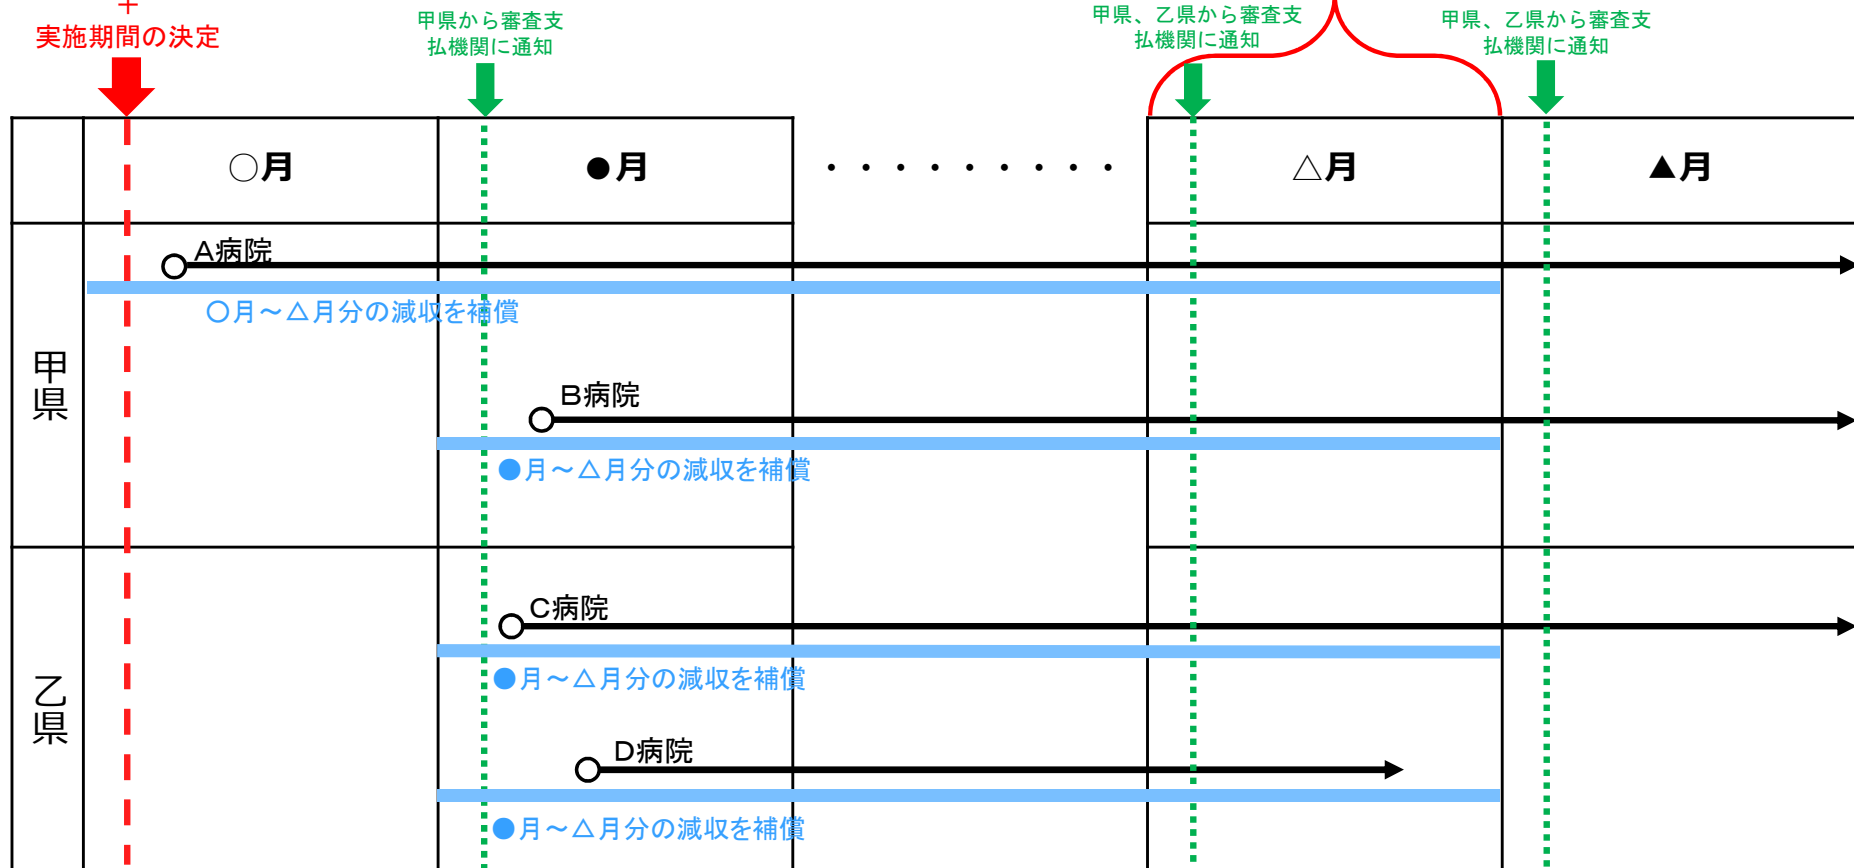 ＋
実施期間の決定
甲県から審査支
払機関に通知
甲県、乙県から審査支
払機関に通知
甲県、乙県から審査支
払機関に通知
○月
●月
・・・・・・・・・
△月
▲月
甲県
A病院
○月～△月分の減収を補償
B病院
●月～△月分の減収を補償
乙県
C病院
●月～△月分の減収を補償
D病院
●月～△月分の減収を補償